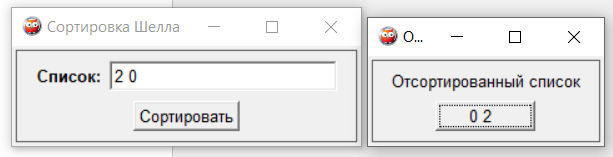 Сортировка Шелла
Список: 2 0
Сортировать
О...
Отсортированный список
0 2